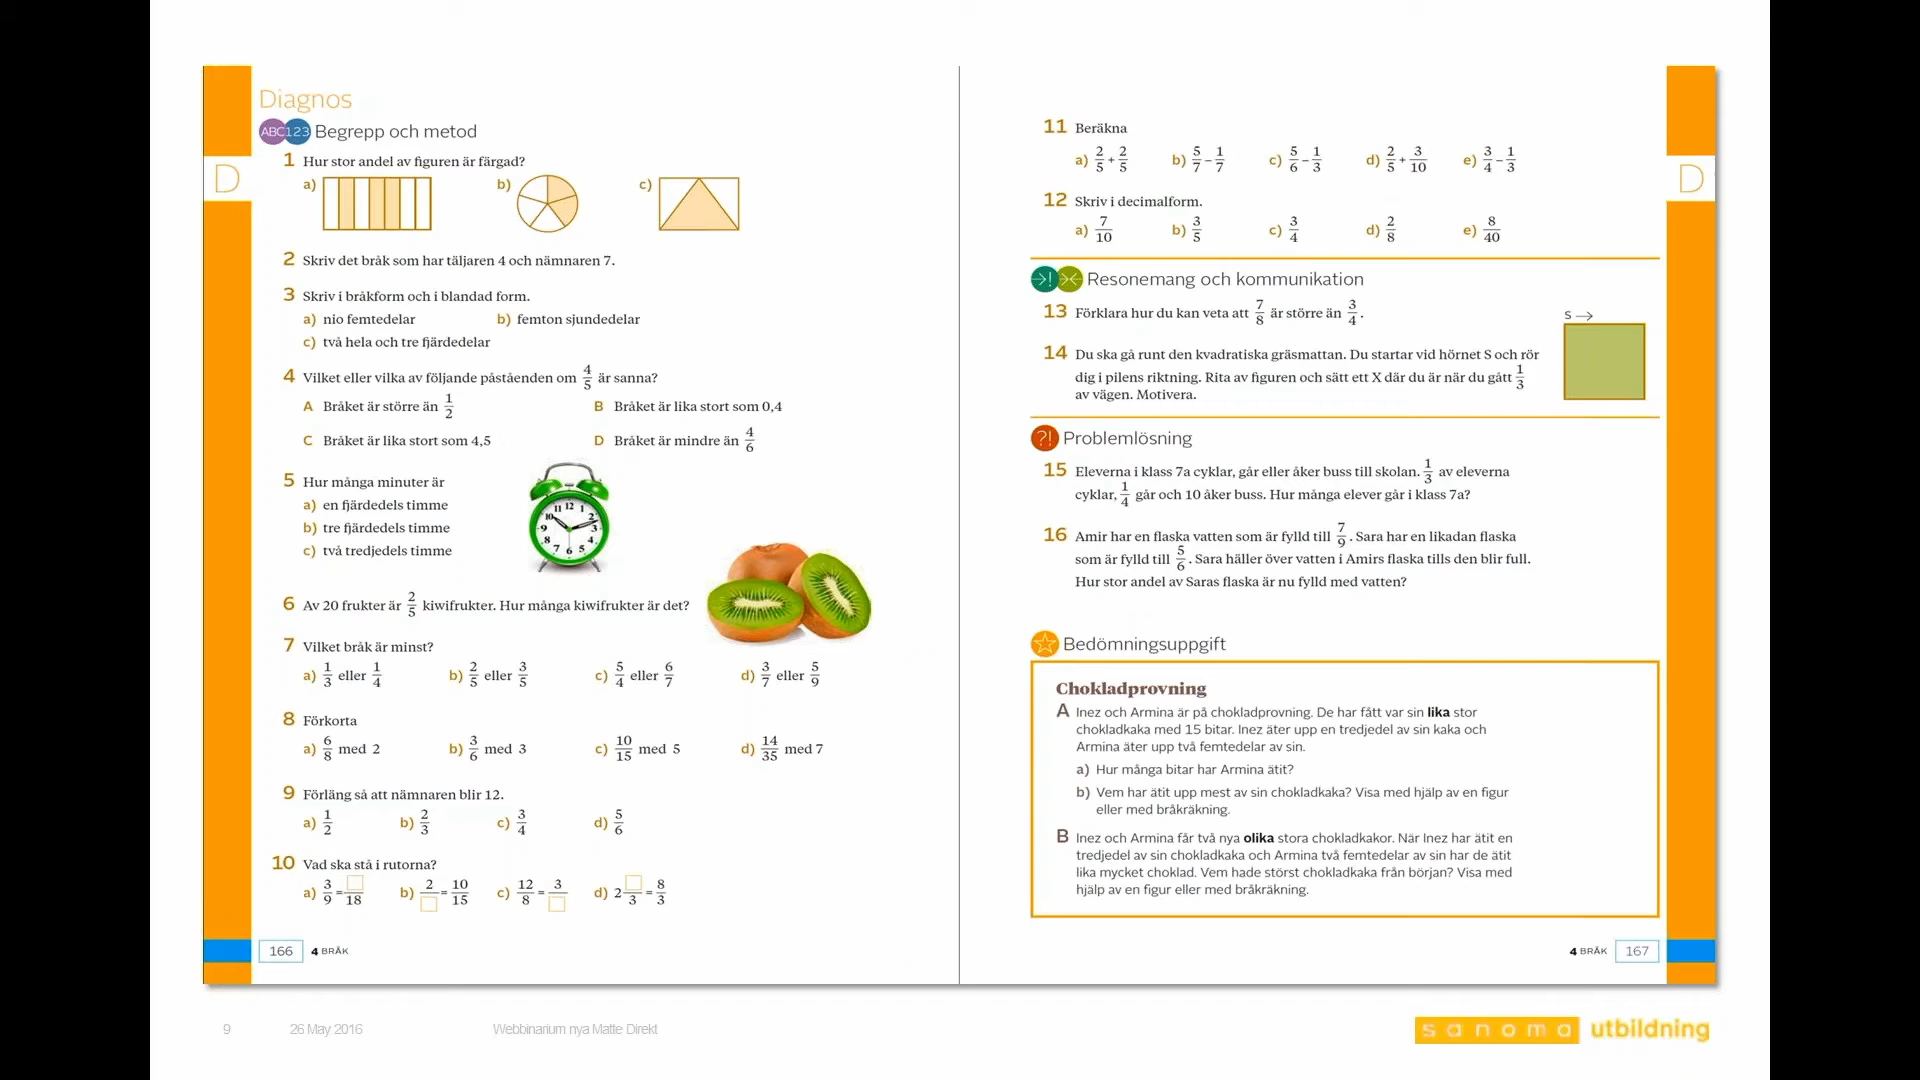 Diagnos
ABC123 Begrepp och metod
D
1 Hur stor andel av figuren är färgad?
a) b) c)
2 Skriv det bråk som har täljaren 4 och nämnaren 7.
3 Skriv i bråkform och i blandad form.
a) nio femtedelar b) femton sjundedelar
c) två hela och tre fjärdedelar
4 Vilket eller vilka av följande påståenden om 4/5 är sanna?
A Bråket är större än 1/2 B Bråket är lika stort som 0,4
C Bråket är lika stort som 4,5 D Bråket är mindre än 4/6
5 Hur många minuter är
a) en fjärdedels timme
b) tre fjärdedels timme
c) två tredjedels timme
12 1 2 3 4 5 6 7 8 9 10 11
6 Av 20 frukter är 2/5 kiwifrukter. Hur många kiwifrukter är det?
7 Vilket bråk är minst?
a) 1/3 eller 1/4 b) 2/5 eller 3/5 c) 5/4 eller 6/7 d) 3/7 eller 5/9
8 Förkorta
a) 6/8 med 2 b) 3/6 med 3 c) 10/15 med 5 d) 14/35 med 7
9 Förläng så att nämnaren blir 12.
a) 1/2 b) 2/3 c) 3/4 d) 5/6
10 Vad ska stå i rutorna?
a) 3/9 = □/18 b) 2/□ = 10/15 c) 12/8 = 3/□ d) 2 □/3 = 8/3
166 4 BRÅK
11 Beräkna
a) 2/5 + 2/5 b) 5/7 – 1/7 c) 5/6 – 1/3 d) 2/5 + 3/10 e) 3/4 – 1/3
D
12 Skriv i decimalform.
a) 7/10 b) 3/5 c) 3/4 d) 2/8 e) 8/40
Resonemang och kommunikation
13 Förklara hur du kan veta att 7/8 är större än 3/4.
S →
14 Du ska gå runt den kvadratiska gräsmattan. Du startar vid hörnet S och rör
dig i pilens riktning. Rita av figuren och sätt ett X där du är när du gått 1/3
av vägen. Motivera.
?! Problemlösning
15 Eleverna i klass 7a cyklar, går eller åker buss till skolan. 1/3 av eleverna
cyklar, 1/4 går och 10 åker buss. Hur många elever går i klass 7a?
16 Amir har en flaska vatten som är fylld till 7/9. Sara har en likadan flaska
som är fylld till 5/6. Sara häller över vatten i Amirs flaska tills den blir full.
Hur stor andel av Saras flaska är nu fylld med vatten?
Bedömningsuppgift
Chokladprovning
A Inez och Armina är på chokladprovning. De har fått var sin lika stor
chokladkaka med 15 bitar. Inez äter upp en tredjedel av sin kaka och
Armina äter upp två femtedelar av sin.
a) Hur många bitar har Armina ätit?
b) Vem har ätit upp mest av sin chokladkaka? Visa med hjälp av en figur
eller med bråkräkning.
B Inez och Armina får två nya olika stora chokladkakor. När Inez har ätit en
tredjedel av sin chokladkaka och Armina två femtedelar av sin har de ätit
lika mycket choklad. Vem hade störst chokladkaka från början? Visa med
hjälp av en figur eller med bråkräkning.
4 BRÅK 167
9 26 May 2016 Webbinarium nya Matte Direkt
sanoma utbildning